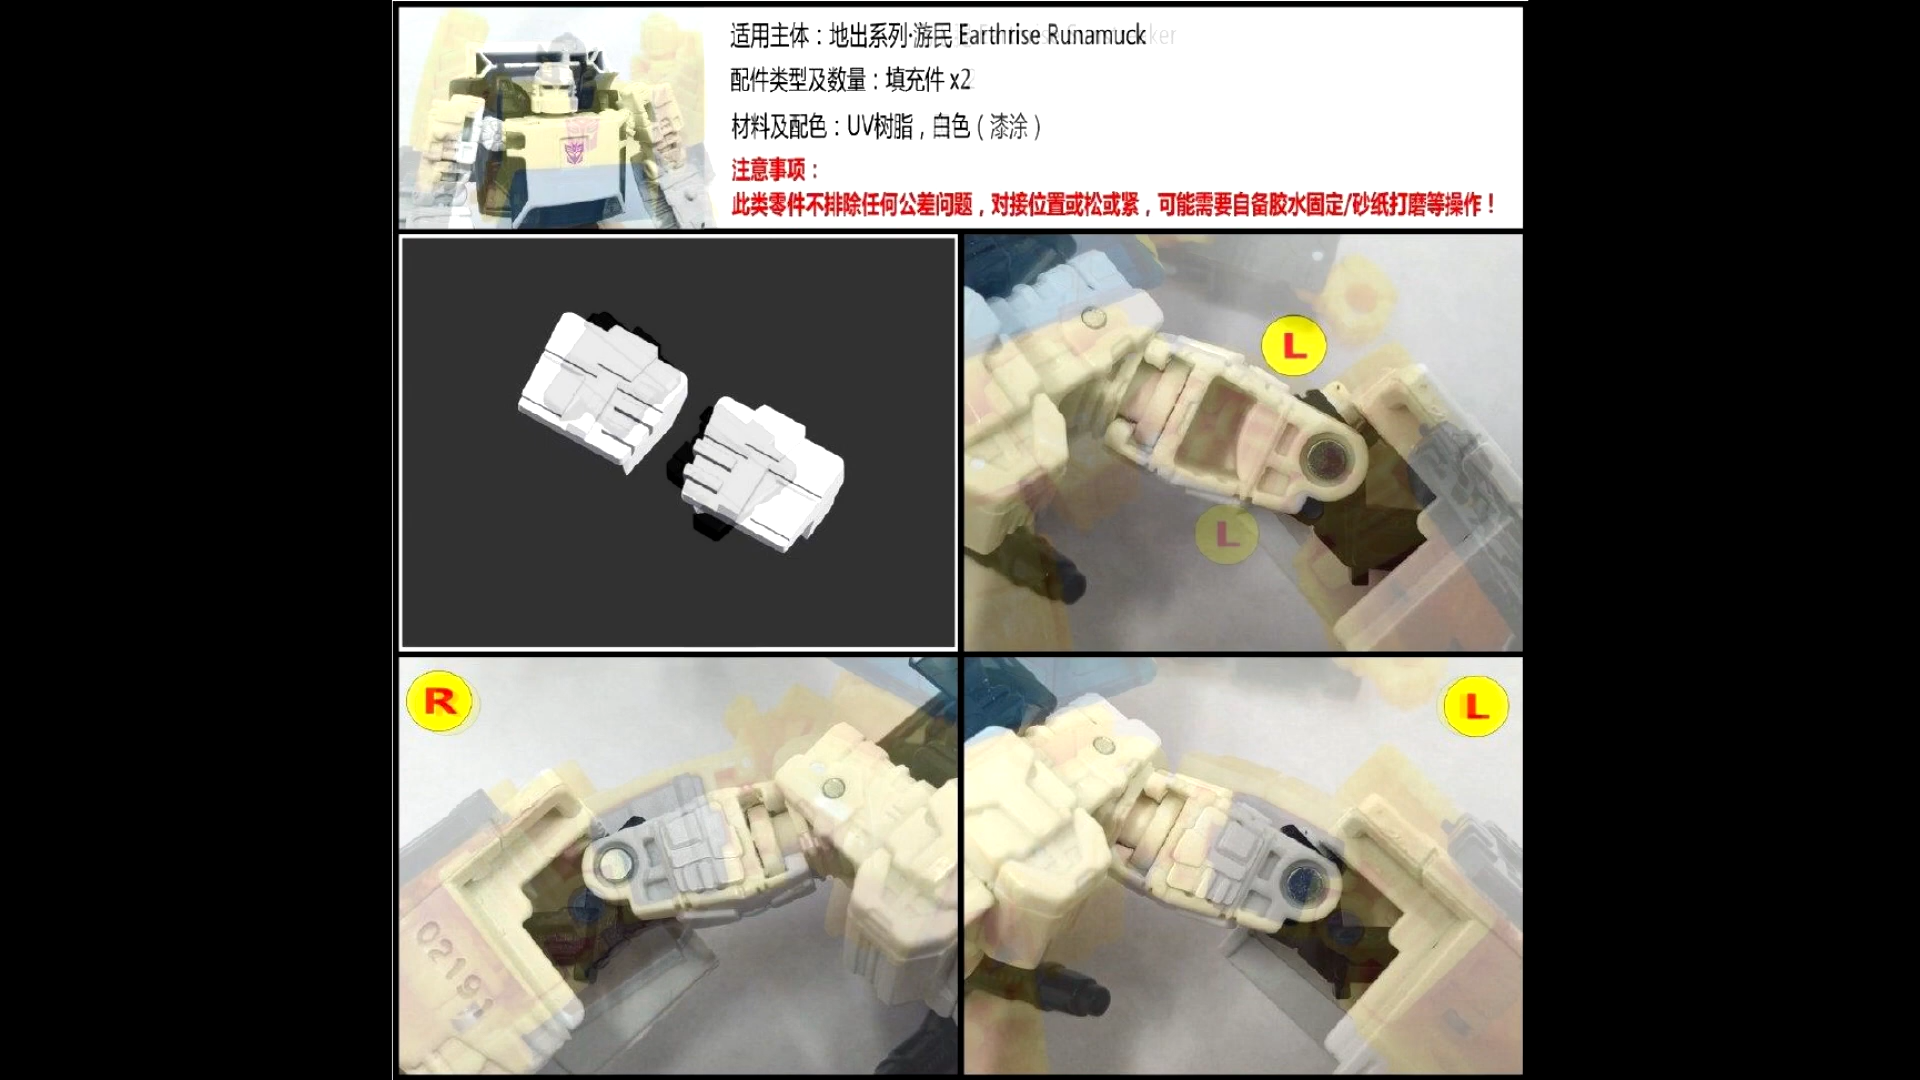 适用主体：地出系列·游民 Earthrise Runamuck
配件类型及数量：填充件 x2
材料及配色：UV树脂，白色（漆涂）
注意事项：
此类零件不排除任何公差问题，对接位置或松或紧，可能需要自备胶水固定/砂纸打磨等操作！
L
L
R
L
02191